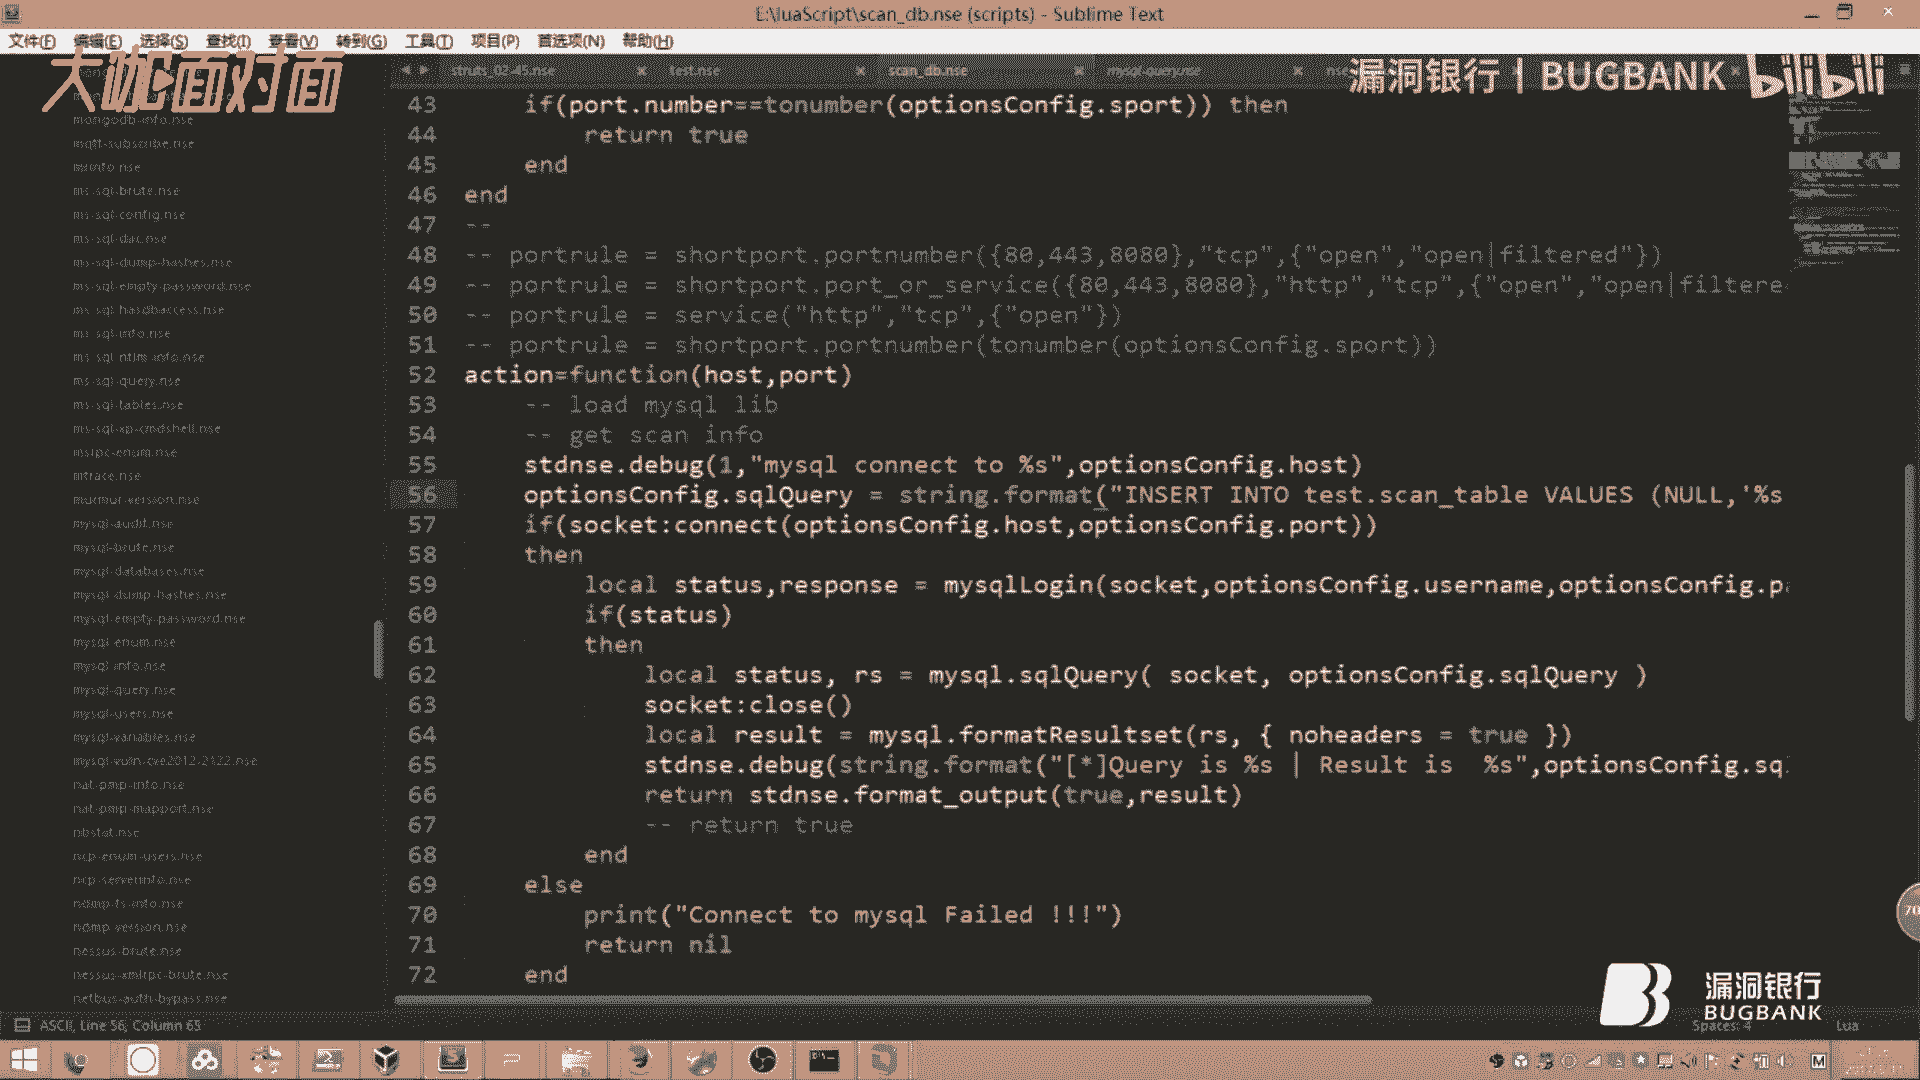 E:\luaScript\scan_db.nse (scripts) - Sublime Text
文件(F) 编辑(E) 选择(S) 查找(I) 查看(V) 转到(G) 工具(T) 项目(P) 首选项(N) 帮助(H)
大咖面对面
漏洞银行 | BUGBANK bilibili
struts_02-45.nse test.nse scan_db.nse mysql-query.nse
mongodb-info.nse
mqtt-subscribe.nse
mrinfo.nse
ms-sql-brute.nse
ms-sql-config.nse
ms-sql-dac.nse
ms-sql-dump-hashes.nse
ms-sql-empty-password.nse
ms-sql-hasdbaccess.nse
ms-sql-info.nse
ms-sql-ntlm-info.nse
ms-sql-query.nse
ms-sql-tables.nse
ms-sql-xp-cmdshell.nse
msrpc-enum.nse
mtrace.nse
murmur-version.nse
mysql-audit.nse
mysql-brute.nse
mysql-databases.nse
mysql-dump-hashes.nse
mysql-empty-password.nse
mysql-enum.nse
mysql-info.nse
mysql-query.nse
mysql-users.nse
mysql-variables.nse
mysql-vuln-cve2012-2122.nse
nat-pmp-info.nse
nat-pmp-mapport.nse
nbstat.nse
ncp-enum-users.nse
ncp-serverinfo.nse
ndmp-fs-info.nse
ndmp-version.nse
nessus-brute.nse
nessus-xmlrpc-brute.nse
netbus-auth-bypass.nse
43 if(port.number==tonumber(optionsConfig.sport)) then
44 return true
45 end
46 end
47 --
48 -- portrule = shortport.portnumber({80,443,8080},"tcp",{"open","open|filtered"})
49 -- portrule = shortport.port_or_service({80,443,8080},"http","tcp",{"open","open|filtere
50 -- portrule = service("http","tcp",{"open"})
51 -- portrule = shortport.portnumber(tonumber(optionsConfig.sport))
52 action=function(host,port)
53 -- load mysql lib
54 -- get scan info
55 stdnse.debug(1,"mysql connect to %s",optionsConfig.host)
56 optionsConfig.sqlQuery = string.format("INSERT INTO test.scan_table VALUES (NULL,'%s
57 if(socket:connect(optionsConfig.host,optionsConfig.port))
58 then
59 local status,response = mysqlLogin(socket,optionsConfig.username,optionsConfig.p
60 if(status)
61 then
62 local status, rs = mysql.sqlQuery( socket, optionsConfig.sqlQuery )
63 socket:close()
64 local result = mysql.formatResultset(rs, { noheaders = true })
65 stdnse.debug(string.format("[*]Query is %s | Result is  %s",optionsConfig.sq
66 return stdnse.format_output(true,result)
67 -- return true
68 end
69 else
70 print("Connect to mysql Failed !!!")
71 return nil
72 end
70
漏洞银行
BUGBANK
ASCII, Line 56, Column 65
Spaces: 4 Lua